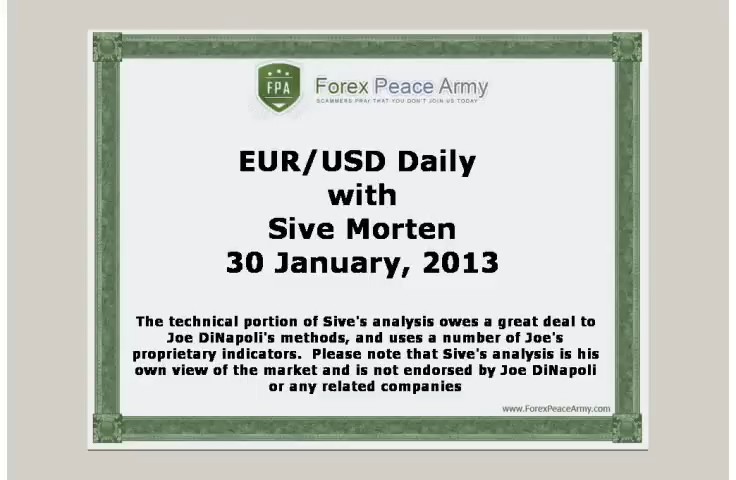 FPA
Forex Peace Army
SCAMMERS PRAY THAT YOU DON'T JOIN US TODAY
EUR/USD Daily
with
Sive Morten
30 January, 2013
The technical portion of Sive's analysis owes a great deal to
Joe DiNapoli's methods, and uses a number of Joe's
proprietary indicators. Please note that Sive's analysis is his
own view of the market and is not endorsed by Joe DiNapoli
or any related companies
www.ForexPeaceArmy.com